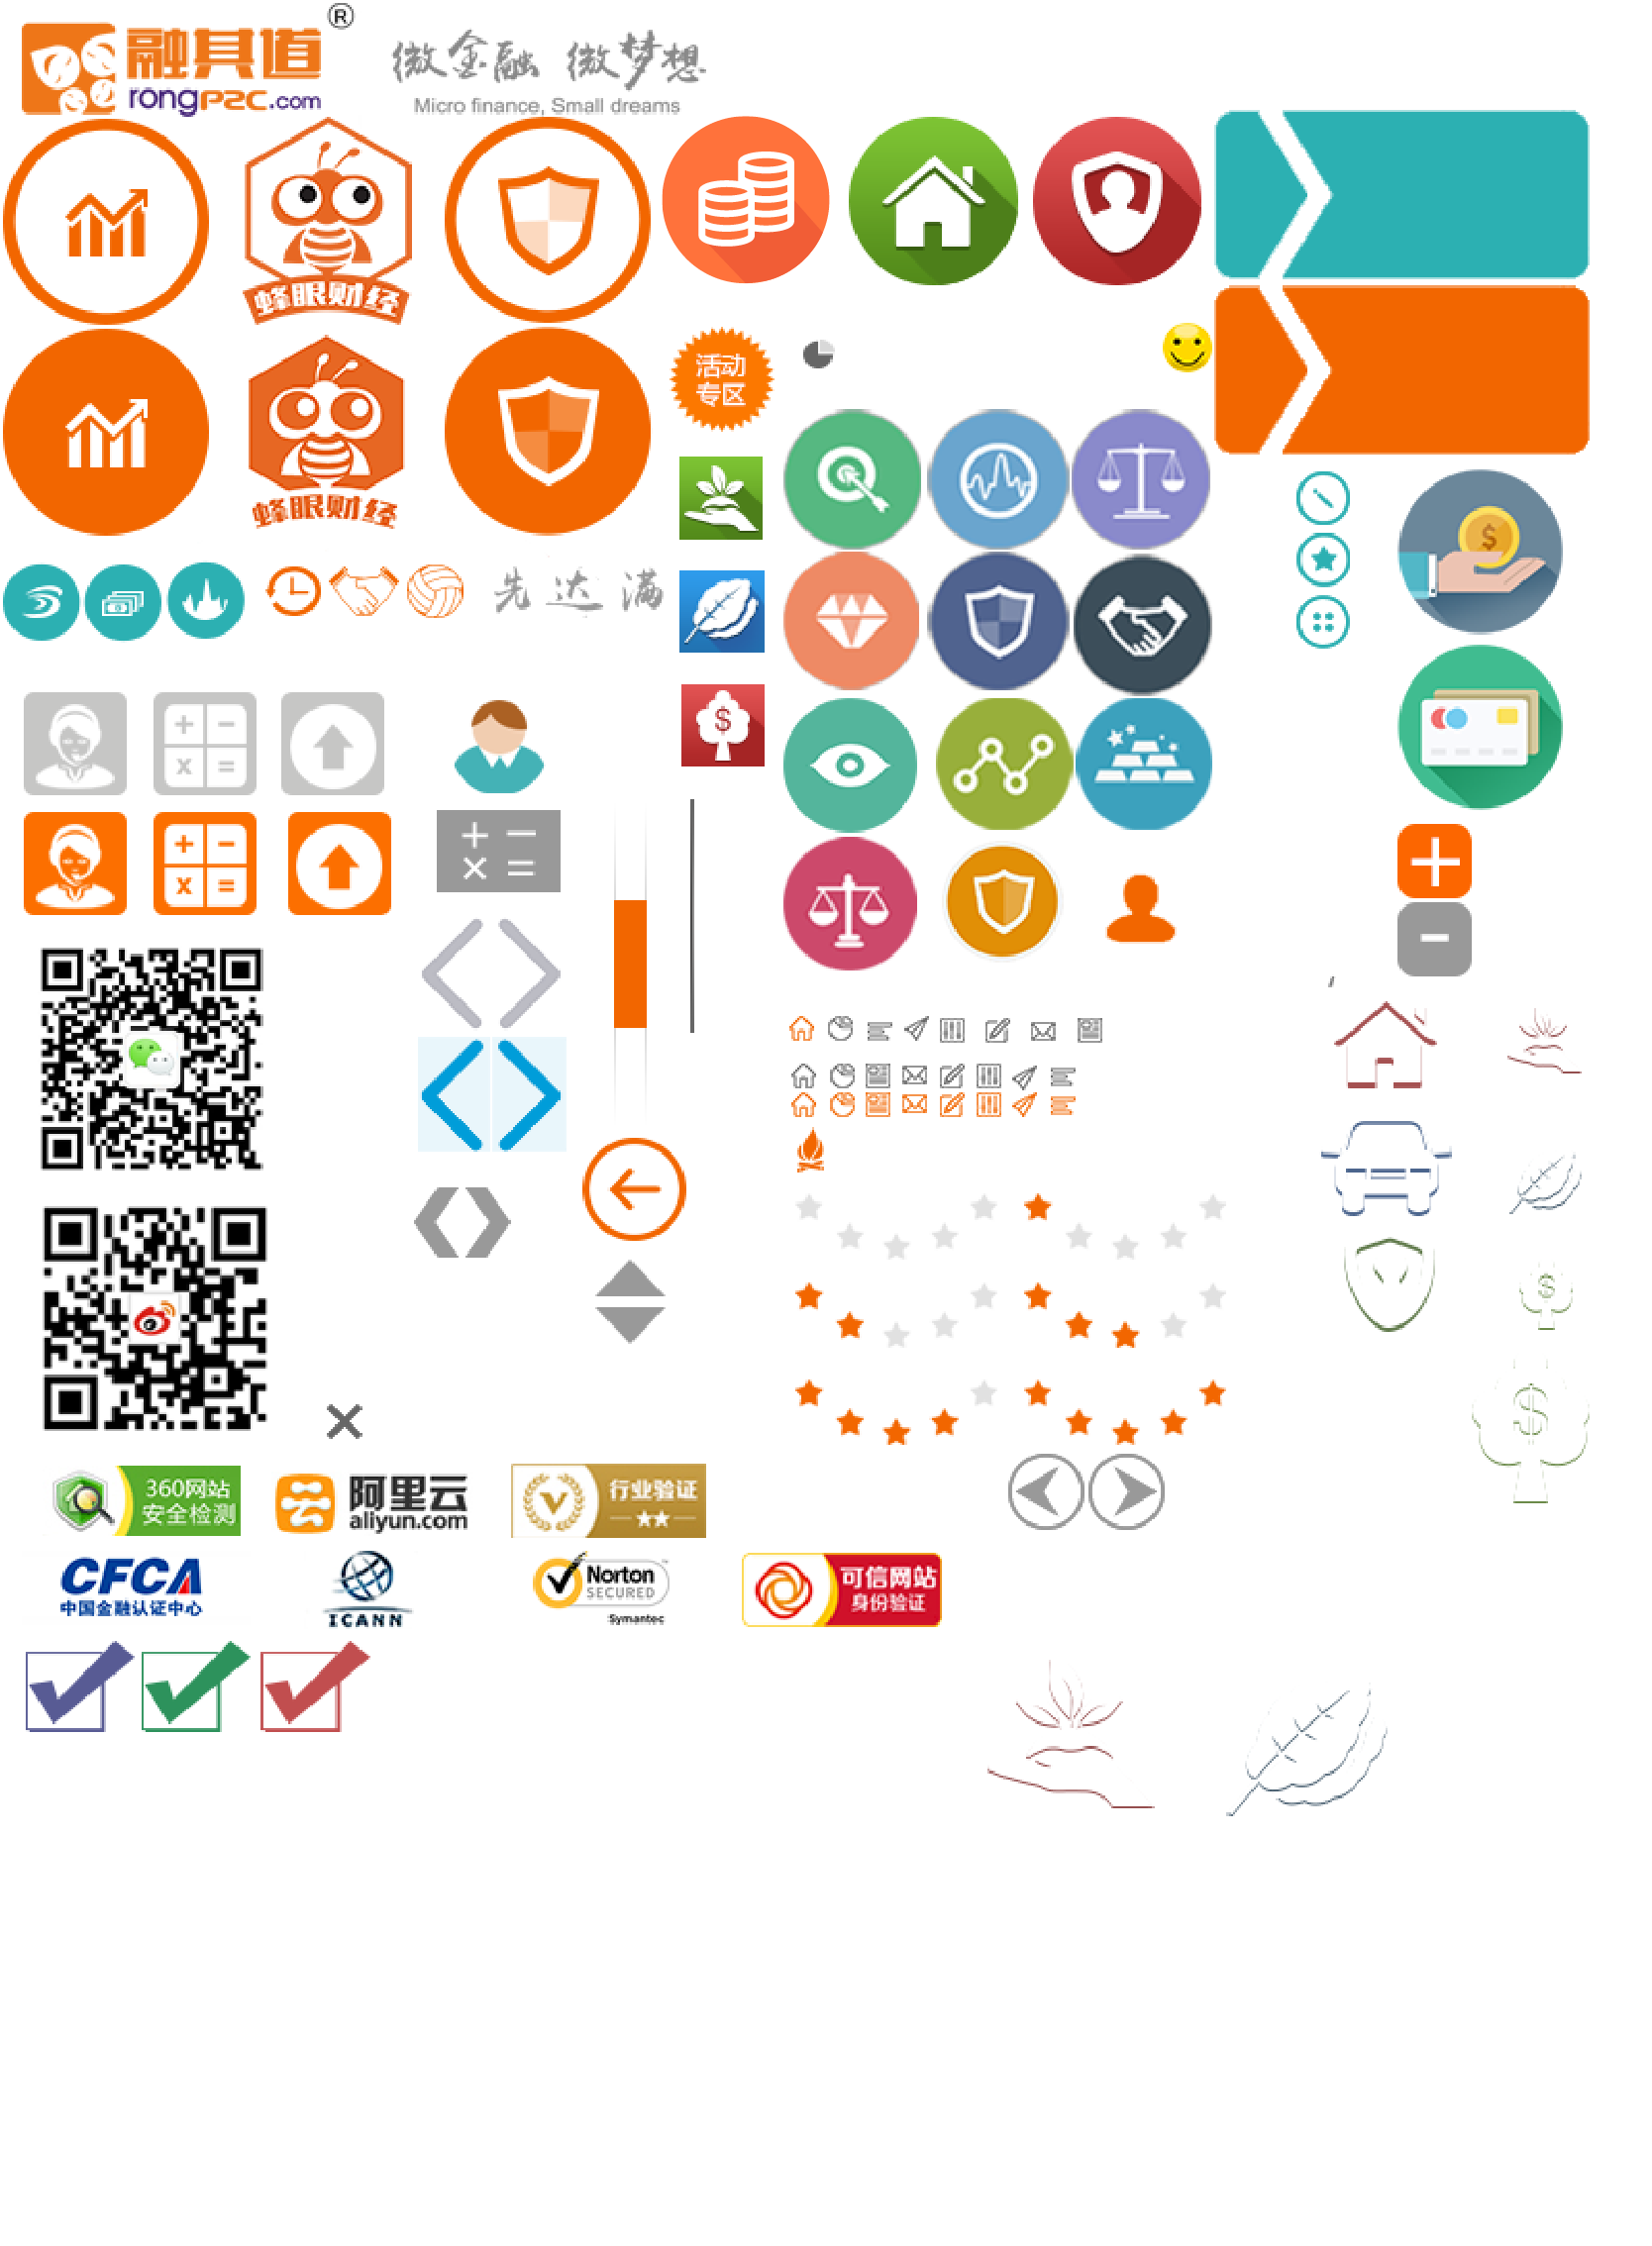 融其道®
rongP2C.com
微金融 微梦想
Micro finance, Small dreams
蜂眼财经
活动
专区
蜂眼财经
先 达 满
360网站
安全检测
阿里云
aliyun.com
行业验证
CFCA
中国金融认证中心
ICANN
Norton
SECURED
Symantec
可信网站
身份验证